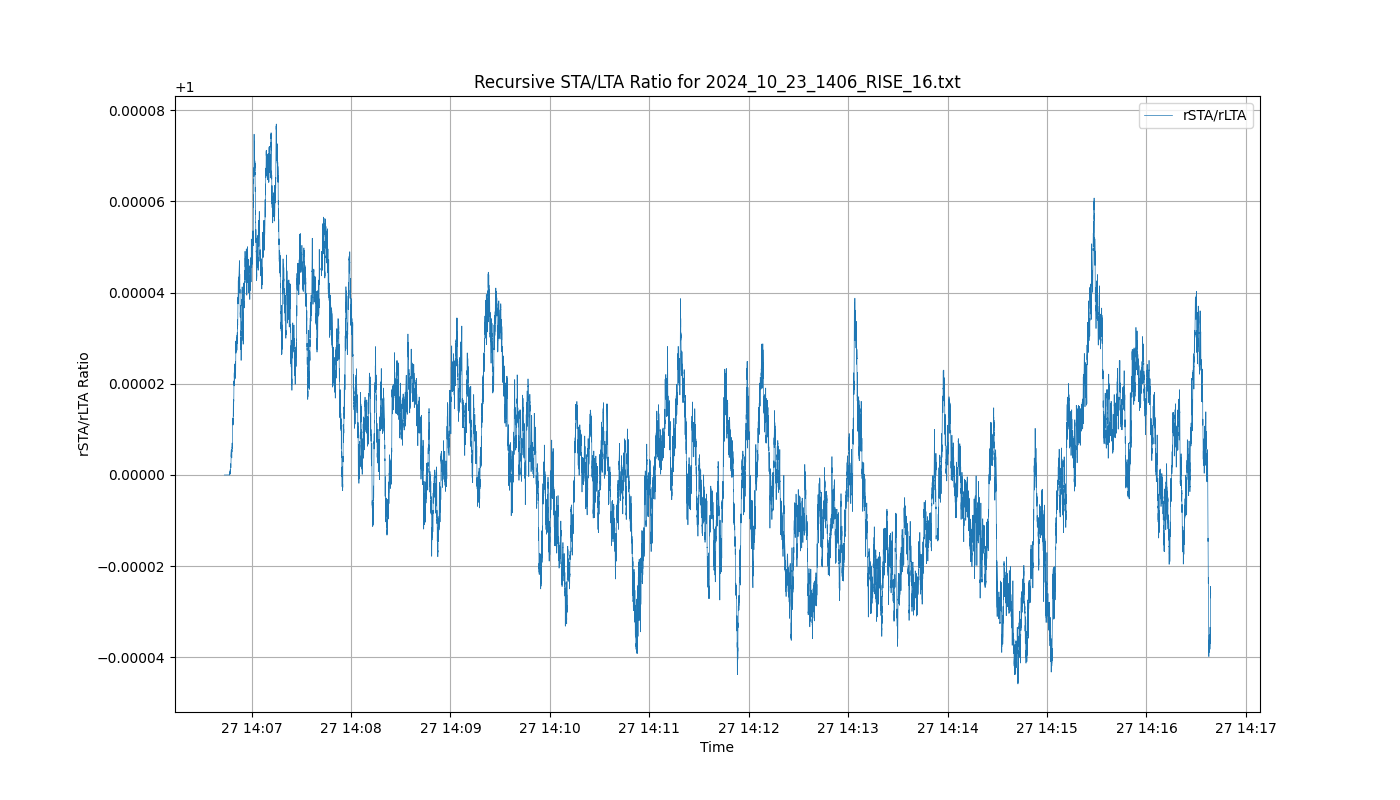 Recursive STA/LTA Ratio for 2024_10_23_1406_RISE_16.txt
+1
rSTA/rLTA
0.00008
0.00006
0.00004
0.00002
0.00000
−0.00002
−0.00004
rSTA/rLTA Ratio
27 14:07 27 14:08 27 14:09 27 14:10 27 14:11 27 14:12 27 14:13 27 14:14 27 14:15 27 14:16 27 14:17
Time